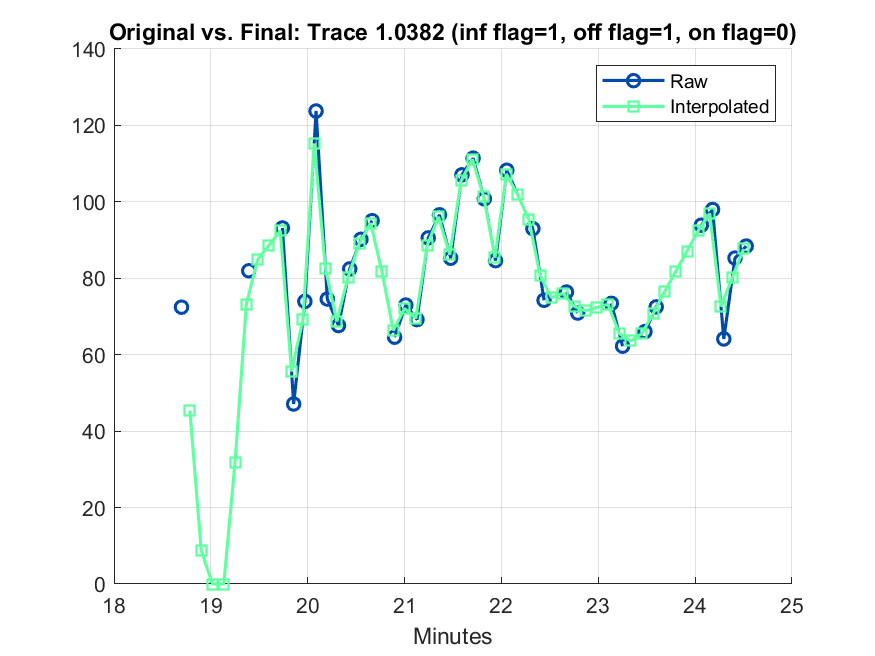 Original vs. Final: Trace 1.0382 (inf flag=1, off flag=1, on flag=0)
140
120
100
80
60
40
20
0
Raw
Interpolated
18 19 20 21 22 23 24 25
Minutes